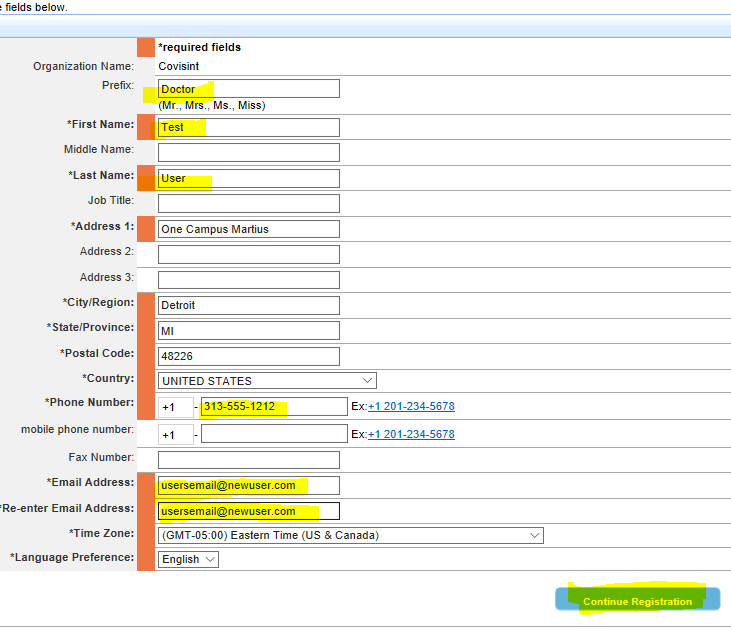 e fields below.
*required fields
Organization Name: Covisint
Prefix: Doctor
(Mr., Mrs., Ms., Miss)
*First Name: Test
Middle Name:
*Last Name: User
Job Title:
*Address 1: One Campus Martius
Address 2:
Address 3:
*City/Region: Detroit
*State/Province: MI
*Postal Code: 48226
*Country: UNITED STATES
*Phone Number: +1 - 313-555-1212 Ex:+1 201-234-5678
mobile phone number: +1 - Ex:+1 201-234-5678
Fax Number:
*Email Address: usersemail@newuser.com
*Re-enter Email Address: usersemail@newuser.com
*Time Zone: (GMT-05:00) Eastern Time (US & Canada)
*Language Preference: English
Continue Registration